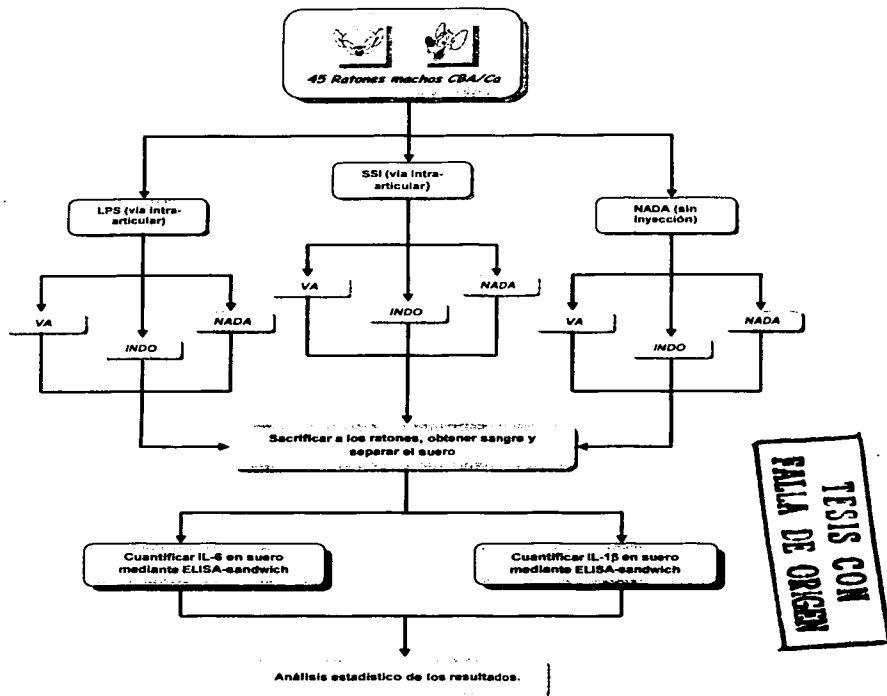 45 Ratones machos CBA/Ca
LPS (via intra-
articular)
SSI (via intra-
articular)
NADA (sin
inyección)
VA
INDO
NADA
VA
INDO
NADA
VA
INDO
NADA
Sacrificar a los ratones, obtener sangre y
separar el suero
Cuantificar IL-6 en suero
mediante ELISA-sandwich
Cuantificar IL-1β en suero
mediante ELISA-sandwich
Análisis estadístico de los resultados.
TESIS CON
FALLA DE ORIGEN